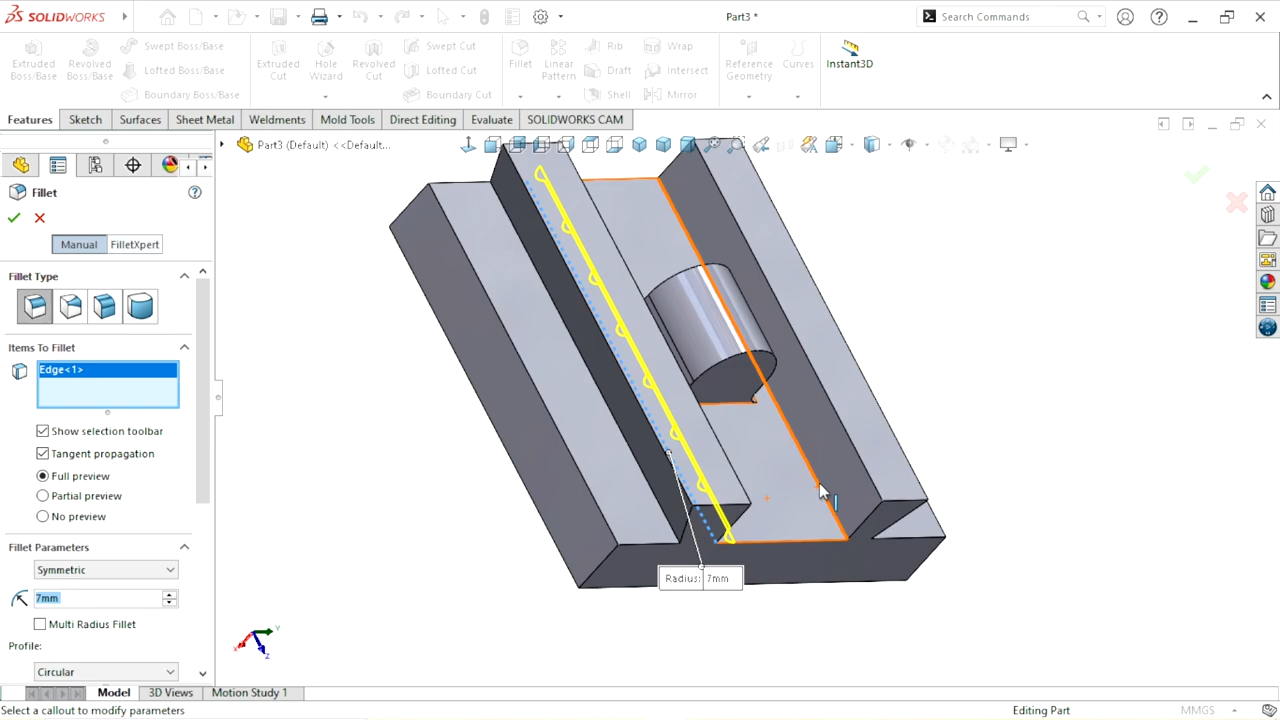 SOLIDWORKS
Part3 *
Search Commands
Extruded Boss/Base
Revolved Boss/Base
Swept Boss/Base
Lofted Boss/Base
Boundary Boss/Base
Extruded Cut
Hole Wizard
Revolved Cut
Swept Cut
Lofted Cut
Boundary Cut
Fillet
Linear Pattern
Rib
Draft
Shell
Wrap
Intersect
Mirror
Reference Geometry
Curves
Instant3D
Features
Sketch
Surfaces
Sheet Metal
Weldments
Mold Tools
Direct Editing
Evaluate
SOLIDWORKS CAM
Part3 (Default) <<Default...
Fillet
Manual
FilletXpert
Fillet Type
Items To Fillet
Edge<1>
Show selection toolbar
Tangent propagation
Full preview
Partial preview
No preview
Fillet Parameters
Symmetric
7mm
Multi Radius Fillet
Profile:
Circular
Radius: 7mm
Y
X
Z
Model
3D Views
Motion Study 1
Select a callout to modify parameters
Editing Part
MMGS